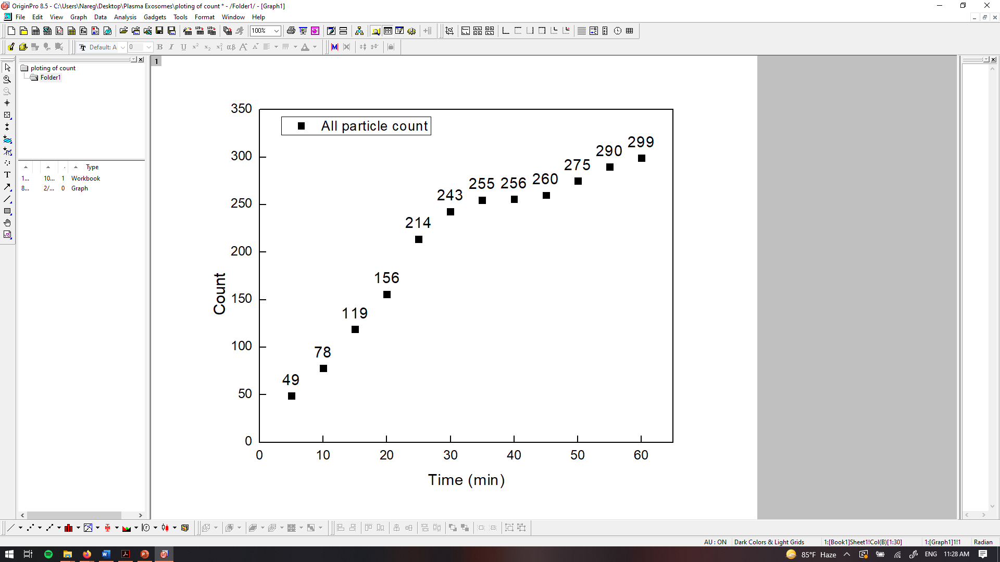 OriginPro 8.5 - C:\Users\Nareg\Desktop\Plasma Exosomes\ploting of count * - /Folder1/ - [Graph1]
File Edit View Graph Data Analysis Gadgets Tools Format Window Help
100%
Default: A 0 B I U
ploting of count
Folder1
1
Type
1... 10... 1 Workbook
8... 2/... 0 Graph
350
All particle count
300
250
200
150
100
50
0
Count
49
78
119
156
214
243
255
256
260
275
290
299
0 10 20 30 40 50 60
Time (min)
AU : ON Dark Colors & Light Grids 1:[Book1]Sheet1!Col(B)[1:30] 1:[Graph1]1!1 Radian
85°F Haze ENG 11:28 AM